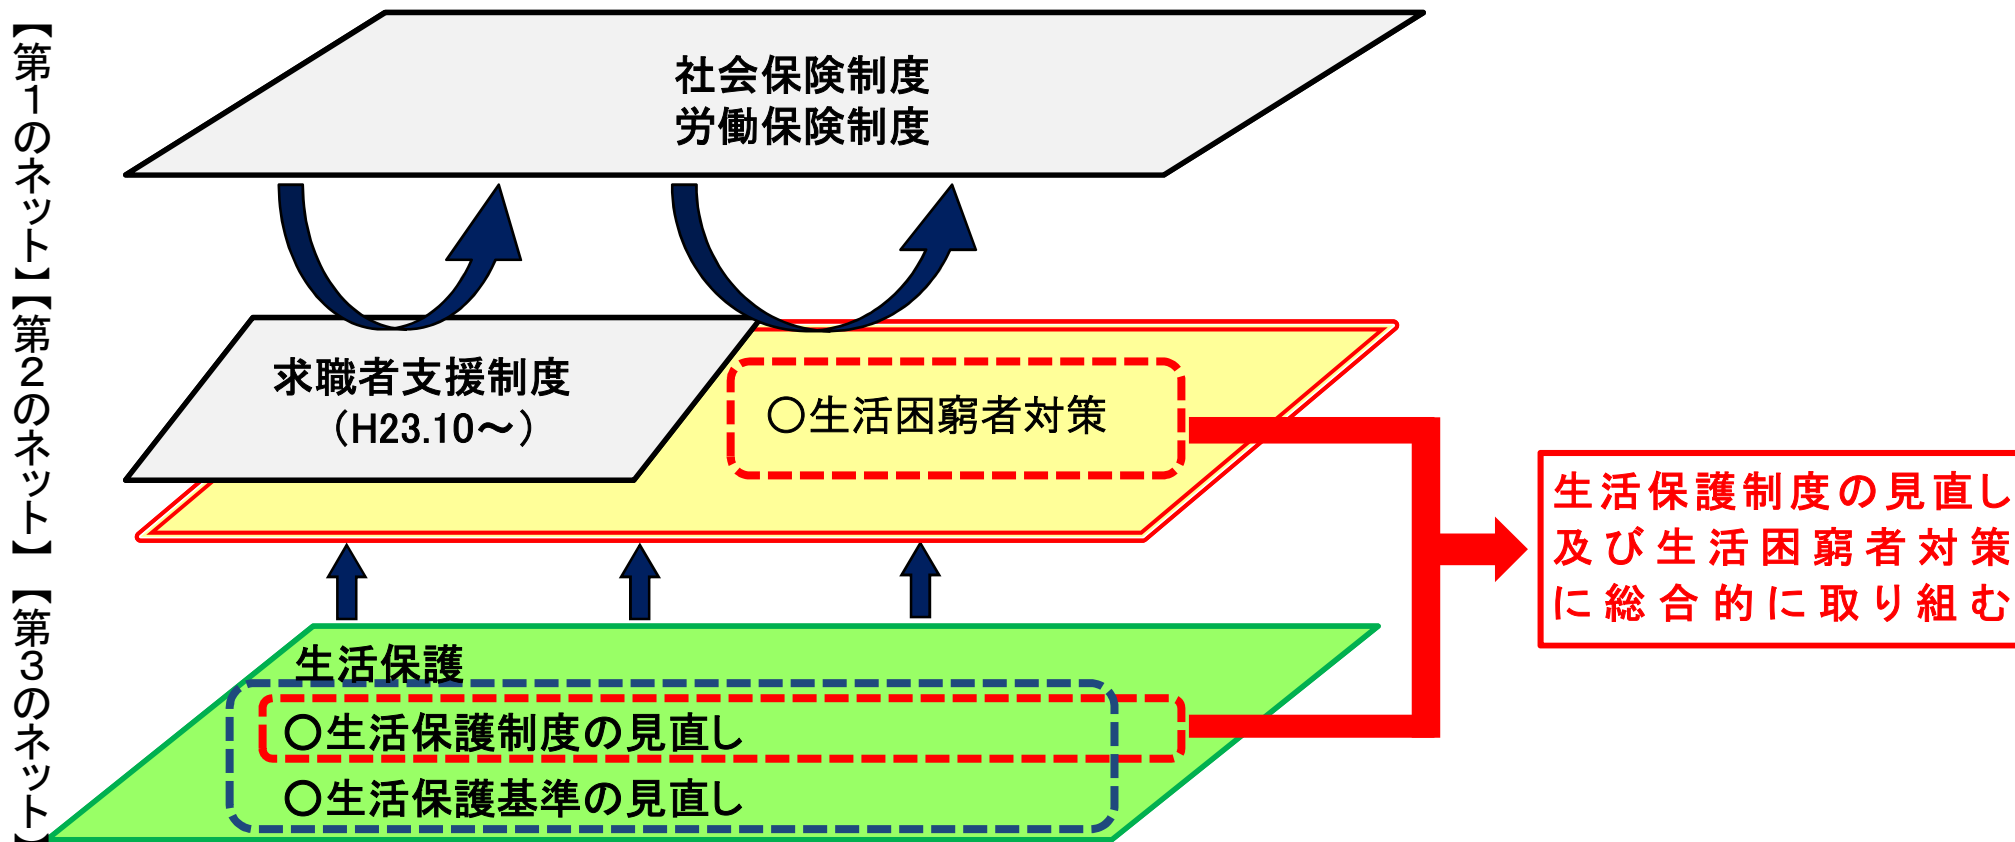 【第１のネット】
社会保険制度
労働保険制度
【第２のネット】
求職者支援制度
（H23.10～）
○生活困窮者対策
生活保護制度の見直し
及び生活困窮者対策
に総合的に取り組む
【第３のネット】
生活保護
○生活保護制度の見直し
○生活保護基準の見直し